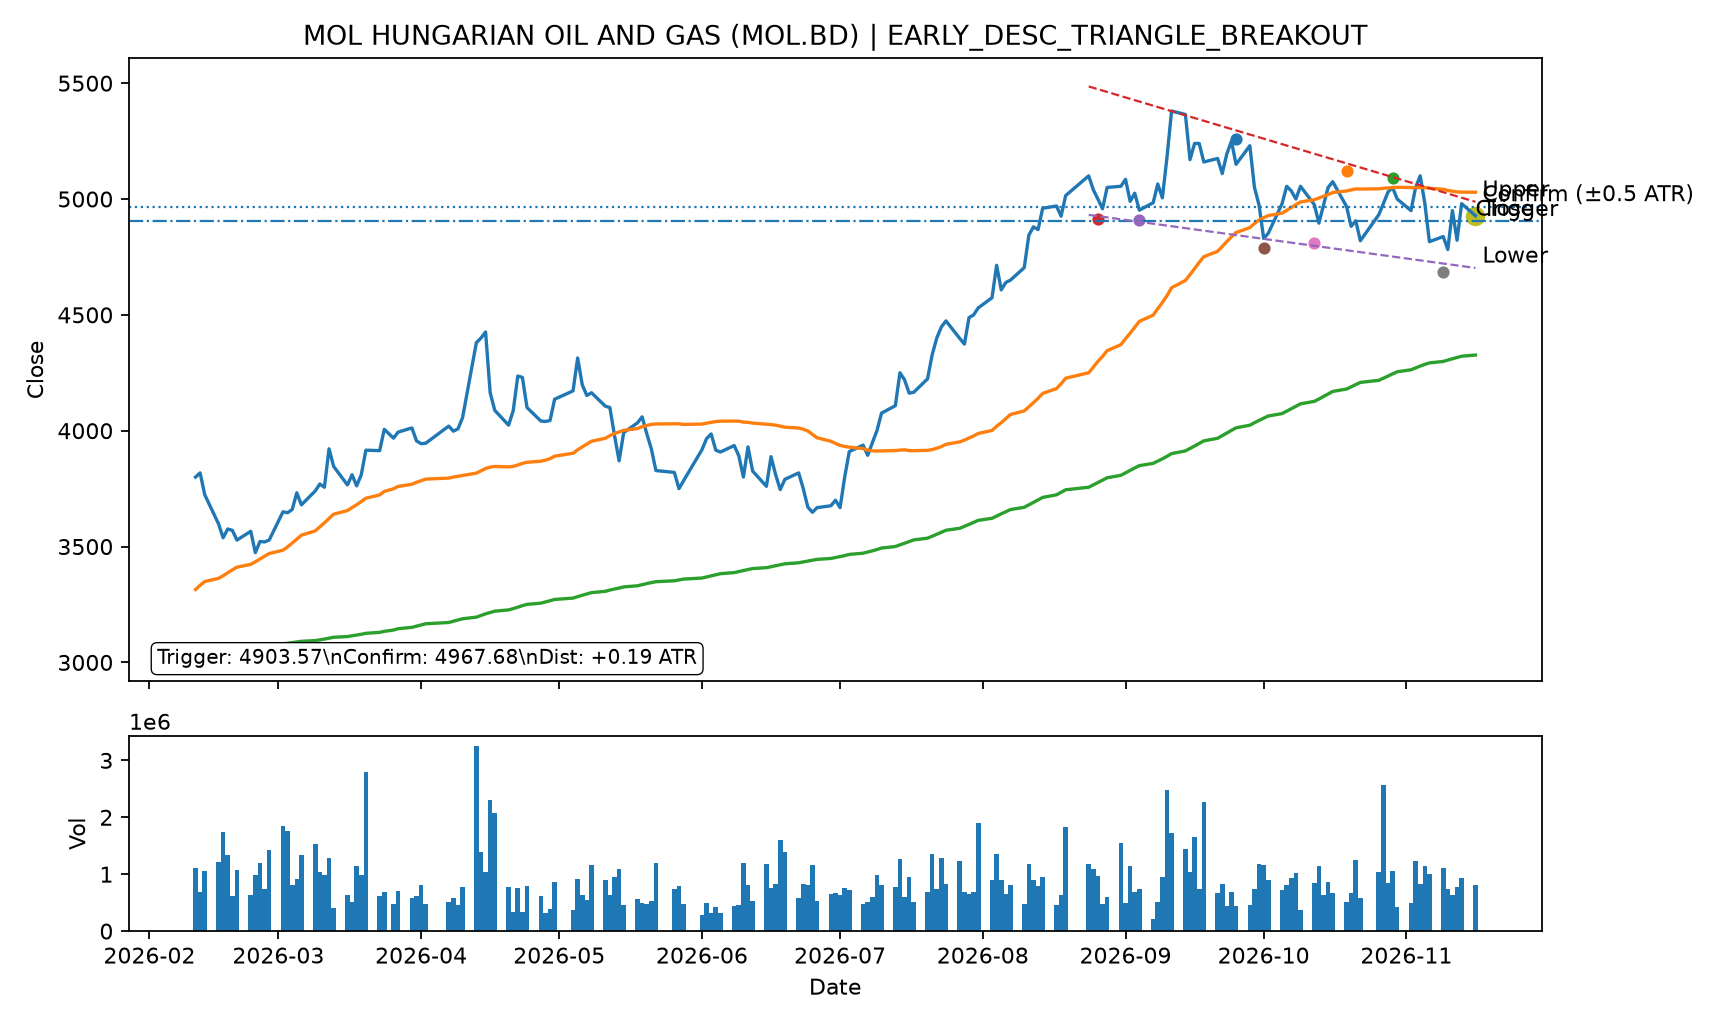 MOL HUNGARIAN OIL AND GAS (MOL.BD) | EARLY_DESC_TRIANGLE_BREAKOUT
Close
5500
5000
4500
4000
3500
3000
Upper
Confirm (±0.5 ATR)
Close
Trigger
Lower
Trigger: 4903.57\nConfirm: 4967.68\nDist: +0.19 ATR
1e6
Vol
3
2
1
0
2026-02 2026-03 2026-04 2026-05 2026-06 2026-07 2026-08 2026-09 2026-10 2026-11
Date